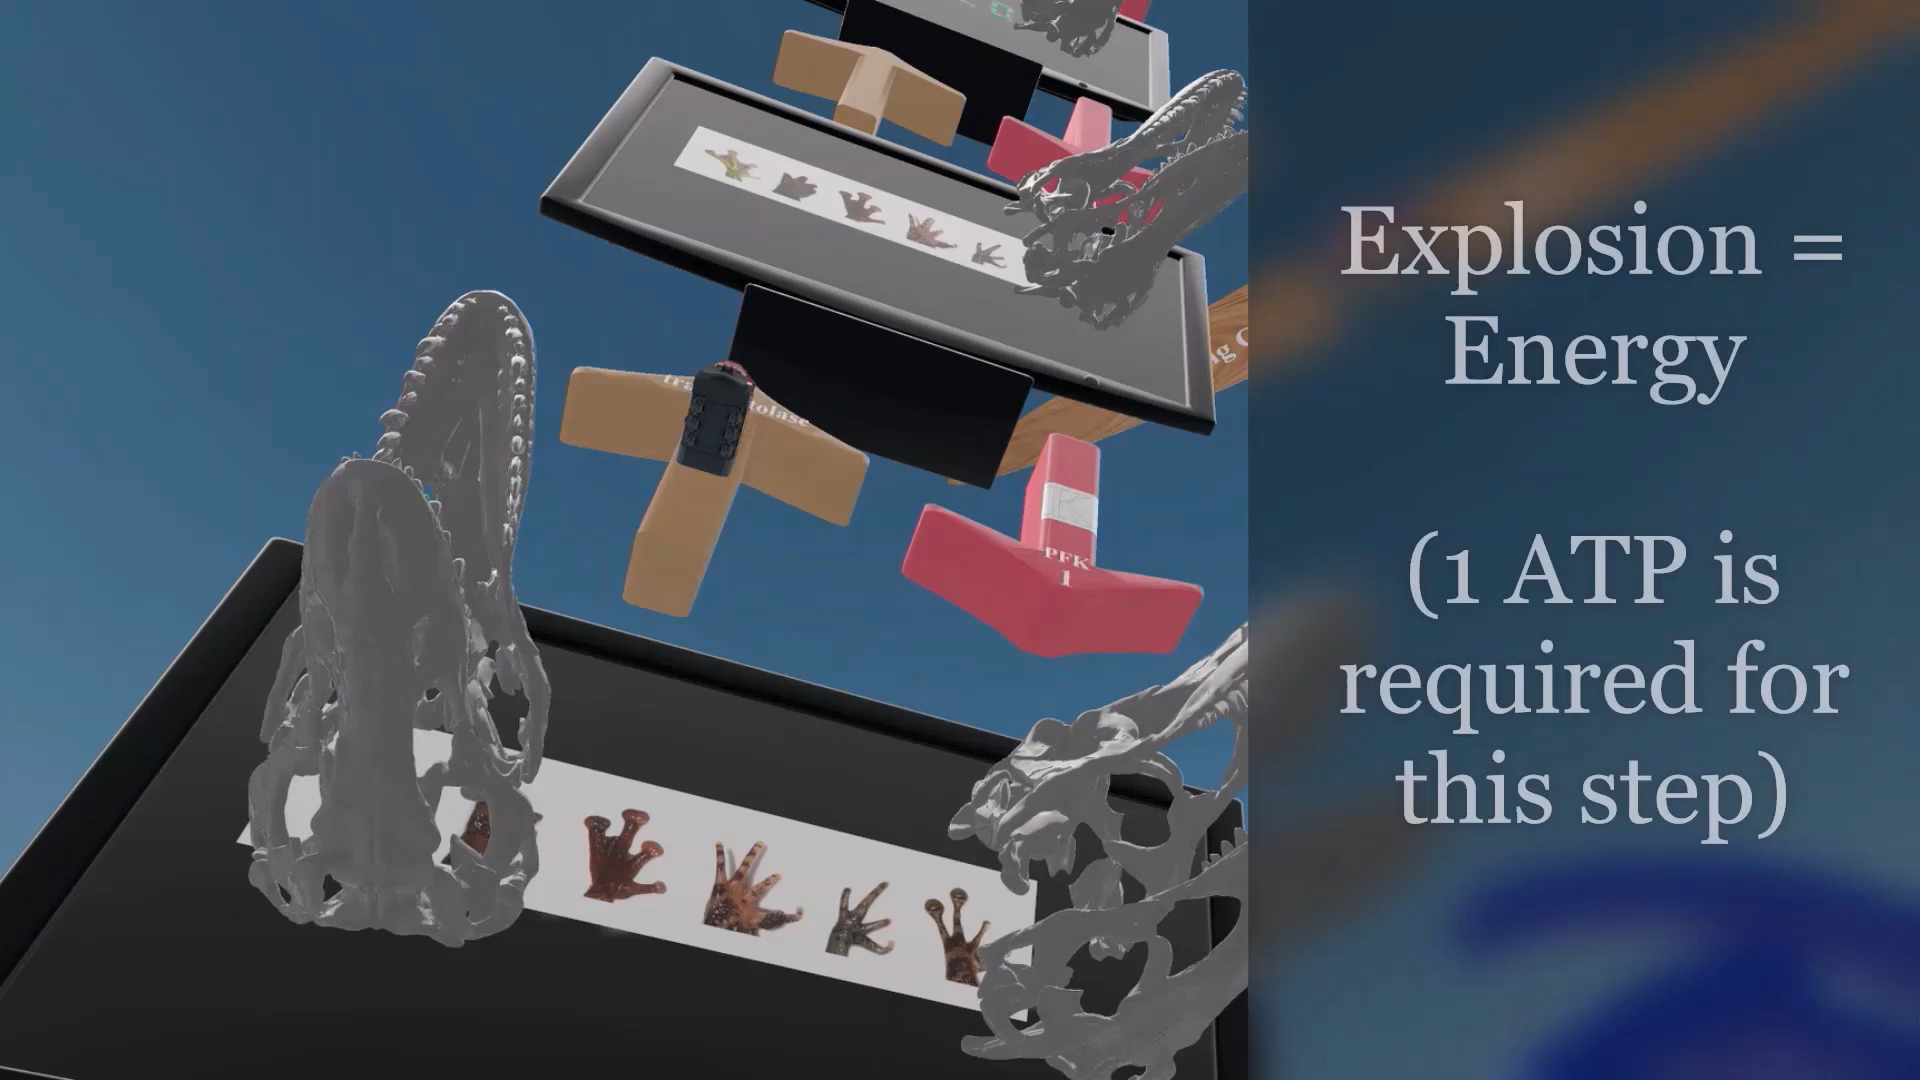 Explosion =
Energy
(1 ATP is
required for
this step)
PFK
1